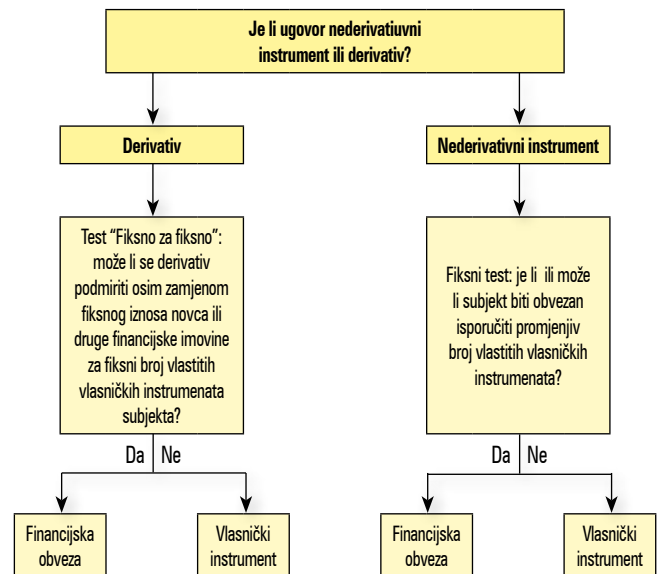 Je li ugovor nederivatiuvni
instrument ili derivativ?
Derivativ
Nederivativni instrument
Test “Fiksno za fiksno”:
može li se derivativ
podmiriti osim zamjenom
fiksnog iznosa novca ili
druge financijske imovine
za fiksni broj vlastitih
vlasničkih instrumenata
subjekta?
Fiksni test: je li ili može
li subjekt biti obvezan
isporučiti promjenjiv
broj vlastitih vlasničkih
instrumenata?
Da Ne
Da Ne
Financijska
obveza
Vlasnički
instrument
Financijska
obveza
Vlasnički
instrument